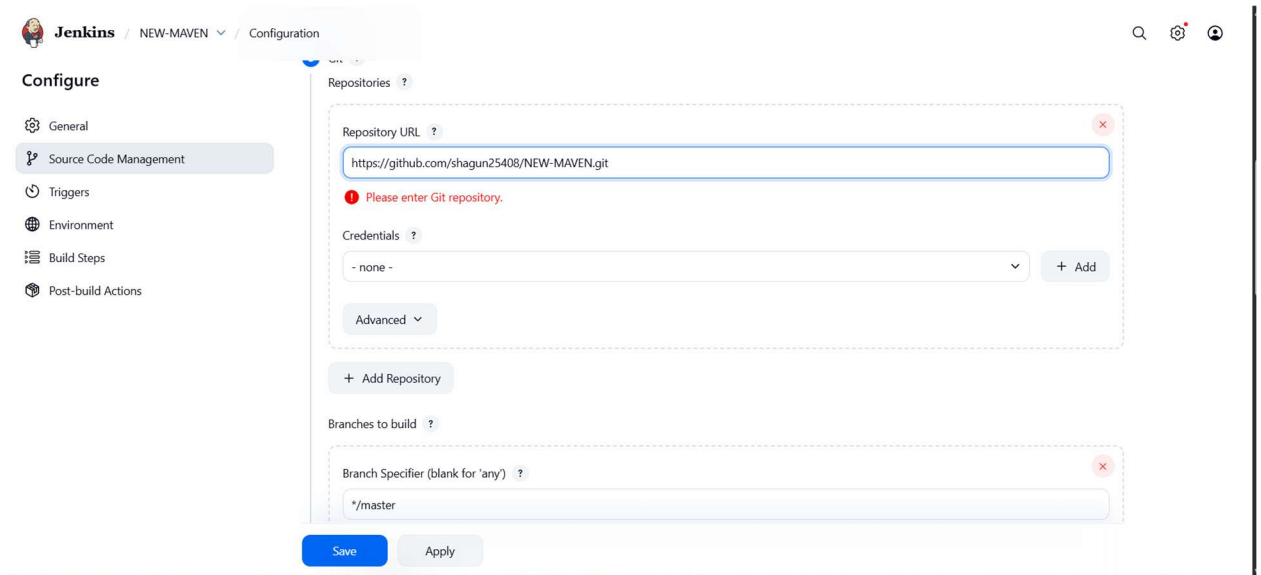 Jenkins / NEW-MAVEN / Configuration
Configure
General
Source Code Management
Triggers
Environment
Build Steps
Post-build Actions
Repositories ?
Repository URL ?
https://github.com/shagun25408/NEW-MAVEN.git
Please enter Git repository.
Credentials ?
- none -
+ Add
Advanced
+ Add Repository
Branches to build ?
Branch Specifier (blank for 'any') ?
*/master
Save
Apply